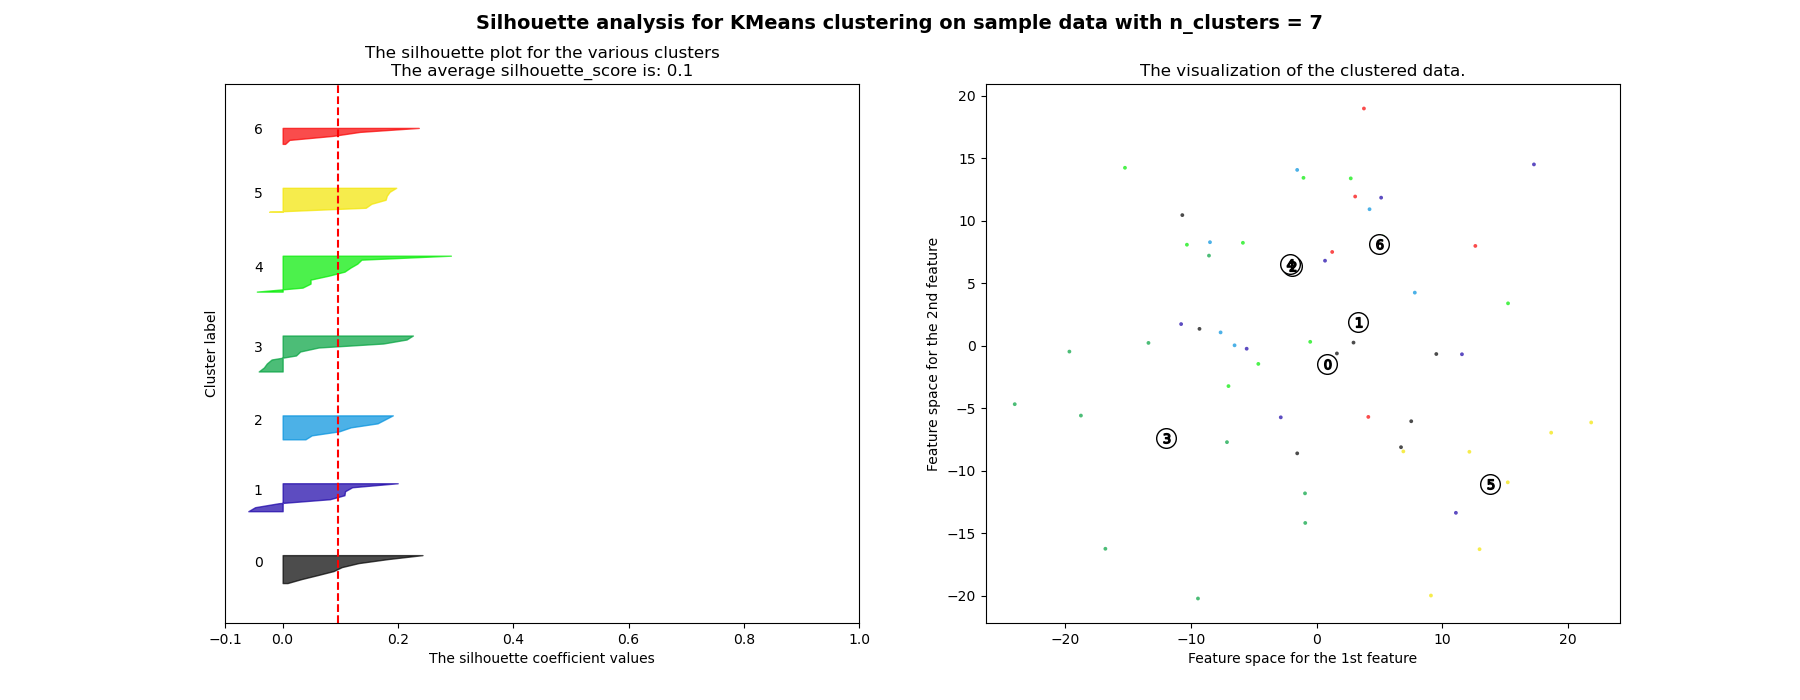 Silhouette analysis for KMeans clustering on sample data with n_clusters = 7
The silhouette plot for the various clusters
The average silhouette_score is: 0.1
Cluster label
6
5
4
3
2
1
0
−0.1 0.0 0.2 0.4 0.6 0.8 1.0
The silhouette coefficient values
The visualization of the clustered data.
Feature space for the 2nd feature
20
15
10
5
0
−5
−10
−15
−20
6
4 2
1
0
3
5
−20 −10 0 10 20
Feature space for the 1st feature